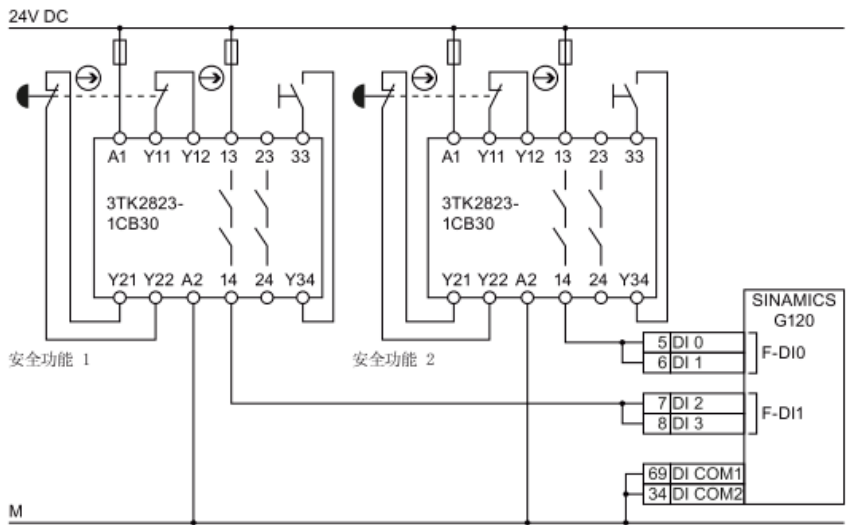 24V DC
A1 Y11 Y12 13 23 33
A1 Y11 Y12 13 23 33
3TK2823-
1CB30
3TK2823-
1CB30
Y21 Y22 A2 14 24 Y34
Y21 Y22 A2 14 24 Y34
安全功能 1
安全功能 2
SINAMICS
G120
5 DI 0
6 DI 1
F-DI0
7 DI 2
8 DI 3
F-DI1
69 DI COM1
34 DI COM2
M